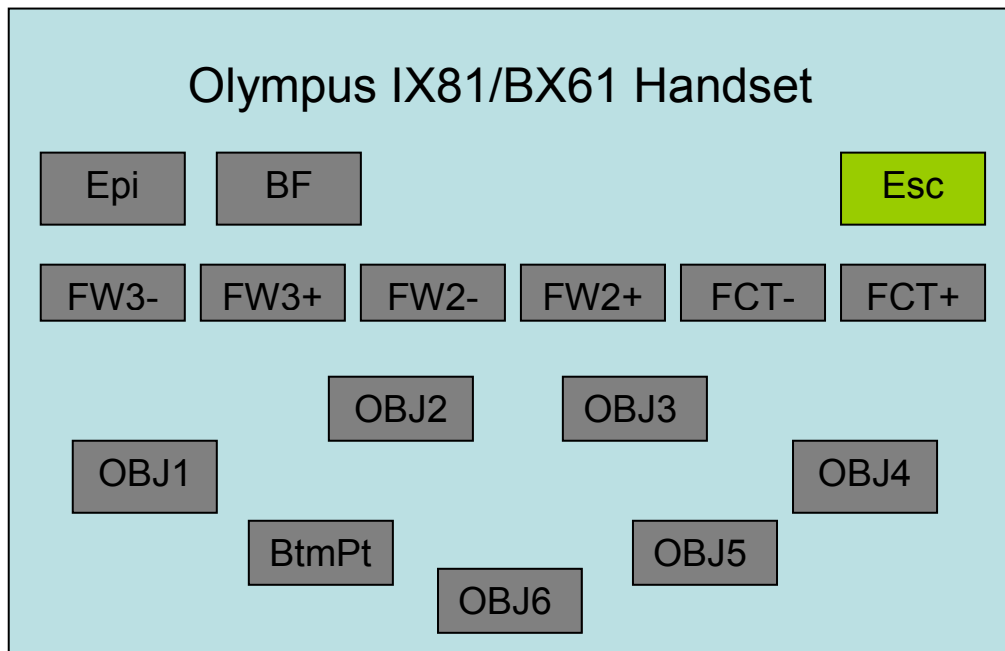 Olympus IX81/BX61 Handset
Epi BF Esc
FW3- FW3+ FW2- FW2+ FCT- FCT+
OBJ2 OBJ3
OBJ1 OBJ4
BtmPt OBJ5
OBJ6